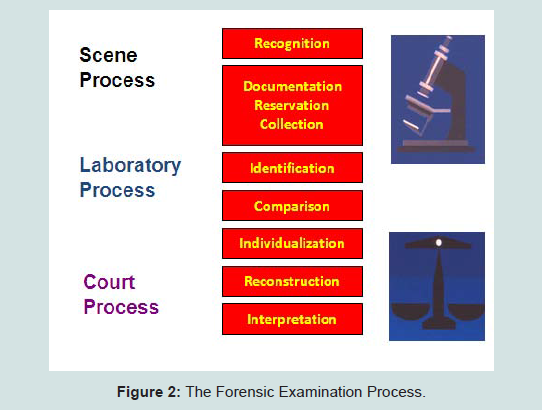 Scene
Process
Recognition
Documentation
Reservation
Collection
Laboratory
Process
Identification
Comparison
Individualization
Court
Process
Reconstruction
Interpretation
Figure 2: The Forensic Examination Process.